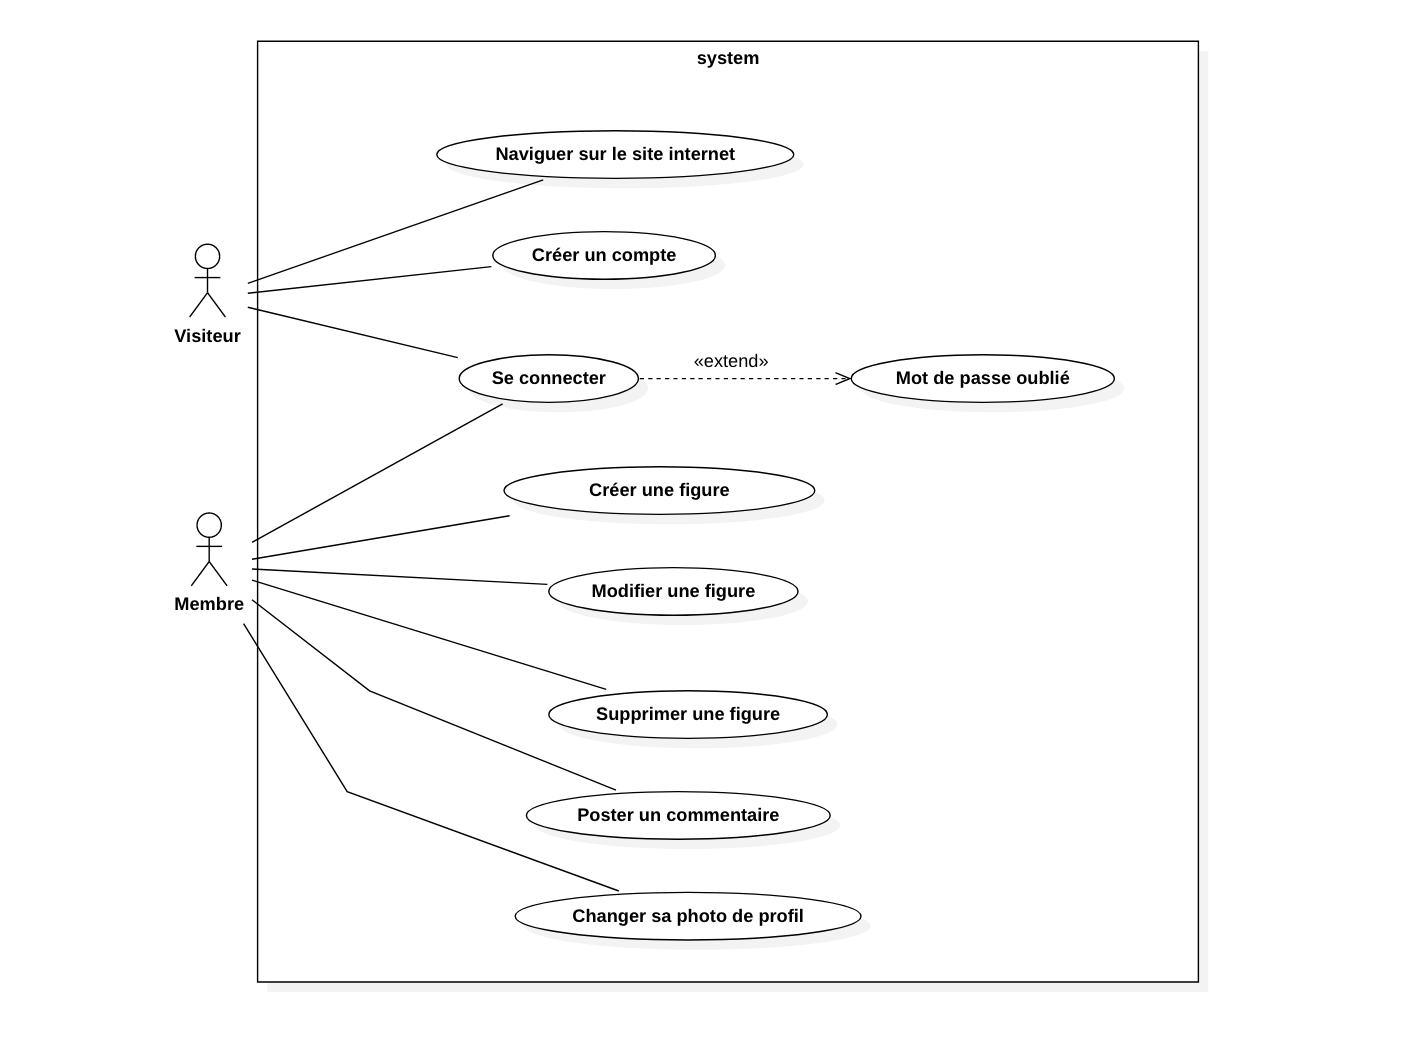 system
Naviguer sur le site internet
Créer un compte
Visiteur
«extend»
Se connecter
Mot de passe oublié
Créer une figure
Modifier une figure
Membre
Supprimer une figure
Poster un commentaire
Changer sa photo de profil